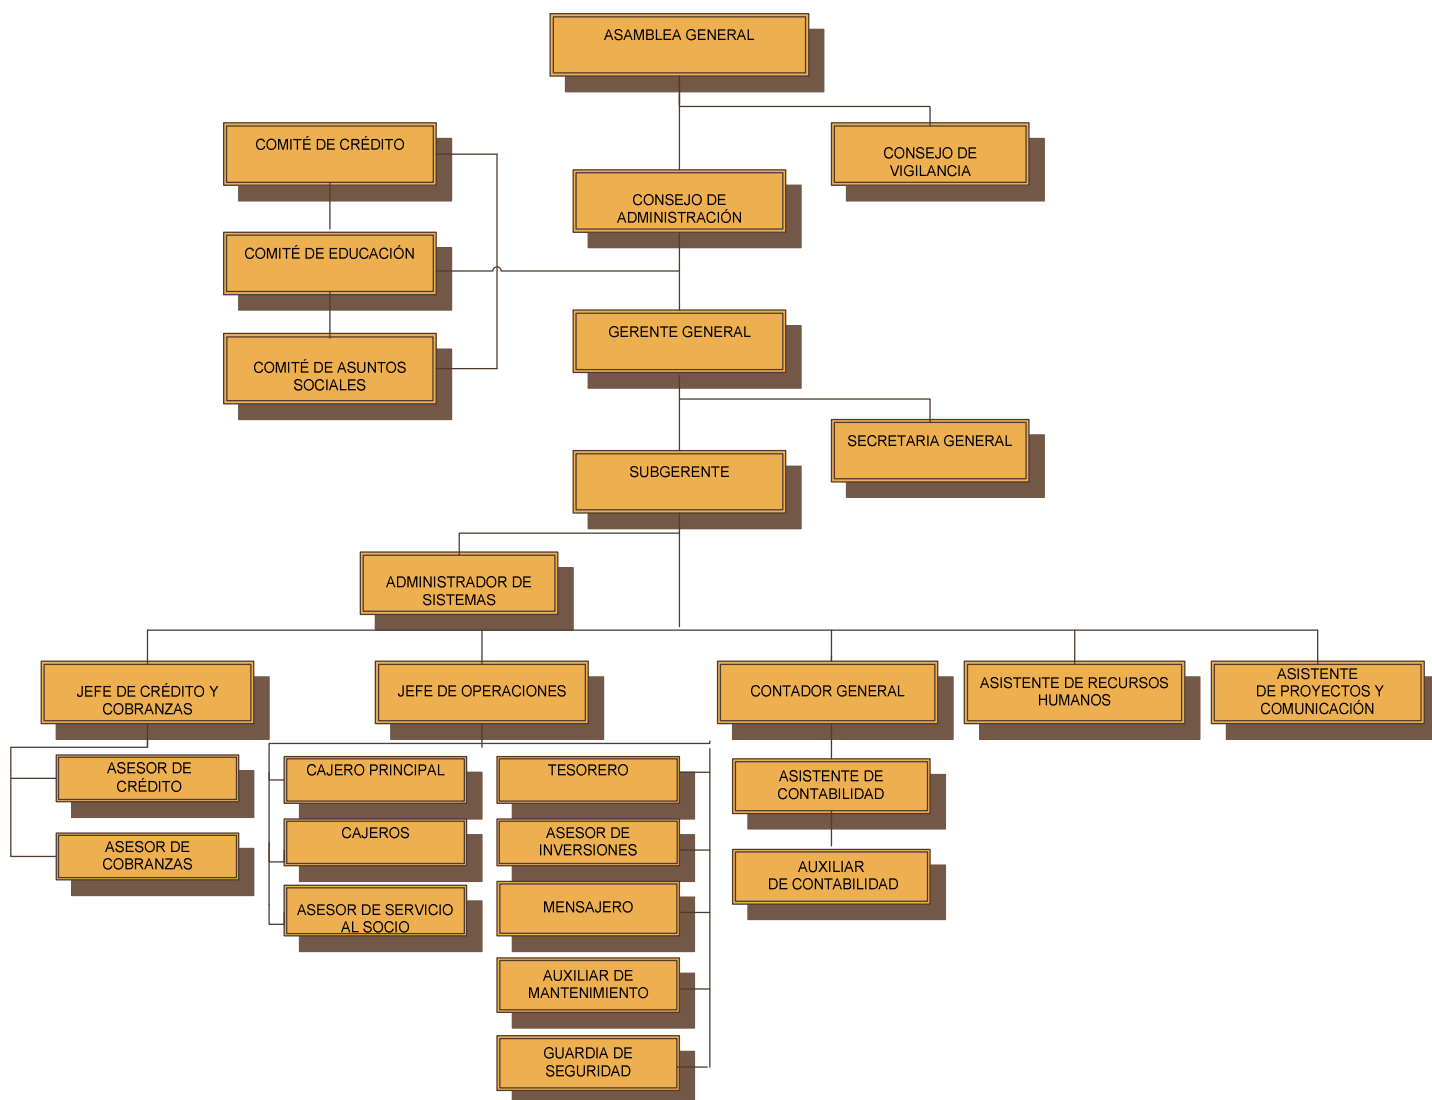 ASAMBLEA GENERAL
COMITÉ DE CRÉDITO
CONSEJO DE
VIGILANCIA
CONSEJO DE
ADMINISTRACIÓN
COMITÉ DE EDUCACIÓN
GERENTE GENERAL
COMITÉ DE ASUNTOS
SOCIALES
SECRETARIA GENERAL
SUBGERENTE
ADMINISTRADOR DE
SISTEMAS
JEFE DE CRÉDITO Y
COBRANZAS
JEFE DE OPERACIONES
CONTADOR GENERAL
ASISTENTE DE RECURSOS
HUMANOS
ASISTENTE
DE PROYECTOS Y
COMUNICACIÓN
ASESOR DE
CRÉDITO
ASESOR DE
COBRANZAS
CAJERO PRINCIPAL
CAJEROS
ASESOR DE SERVICIO
AL SOCIO
TESORERO
ASESOR DE
INVERSIONES
MENSAJERO
AUXILIAR DE
MANTENIMIENTO
GUARDIA DE
SEGURIDAD
ASISTENTE DE
CONTABILIDAD
AUXILIAR
DE CONTABILIDAD